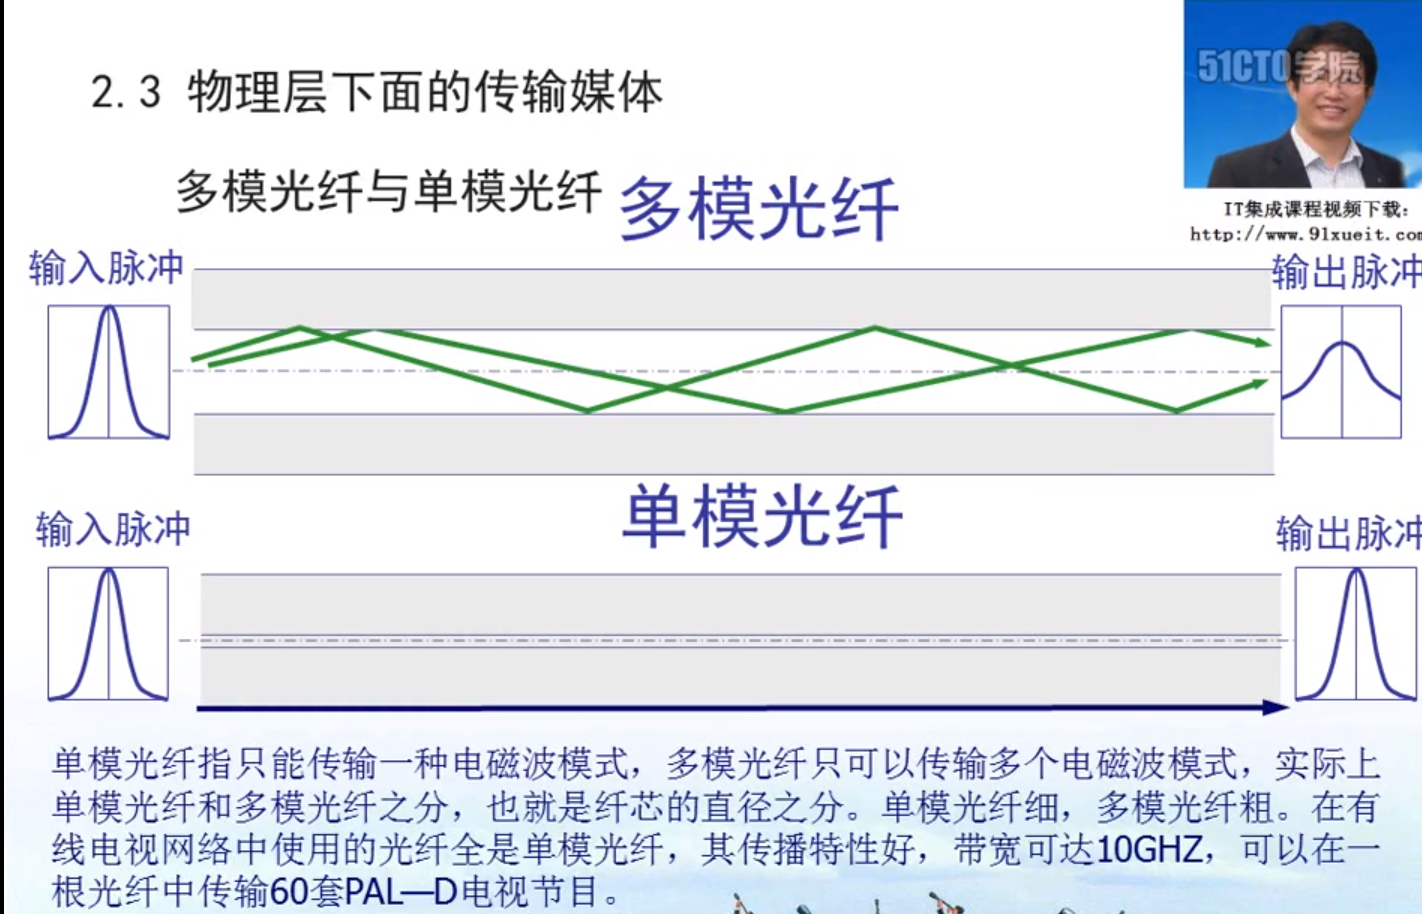 51CTO学院
2.3 物理层下面的传输媒体
多模光纤与单模光纤
多模光纤
IT集成课程视频下载:
http://www.91xueit.com
输入脉冲
输出脉冲
单模光纤
输入脉冲
输出脉冲
单模光纤指只能传输一种电磁波模式，多模光纤只可以传输多个电磁波模式，实际上
单模光纤和多模光纤之分，也就是纤芯的直径之分。单模光纤细，多模光纤粗。在有
线电视网络中使用的光纤全是单模光纤，其传播特性好，带宽可达10GHZ，可以在一
根光纤中传输60套PAL—D电视节目。